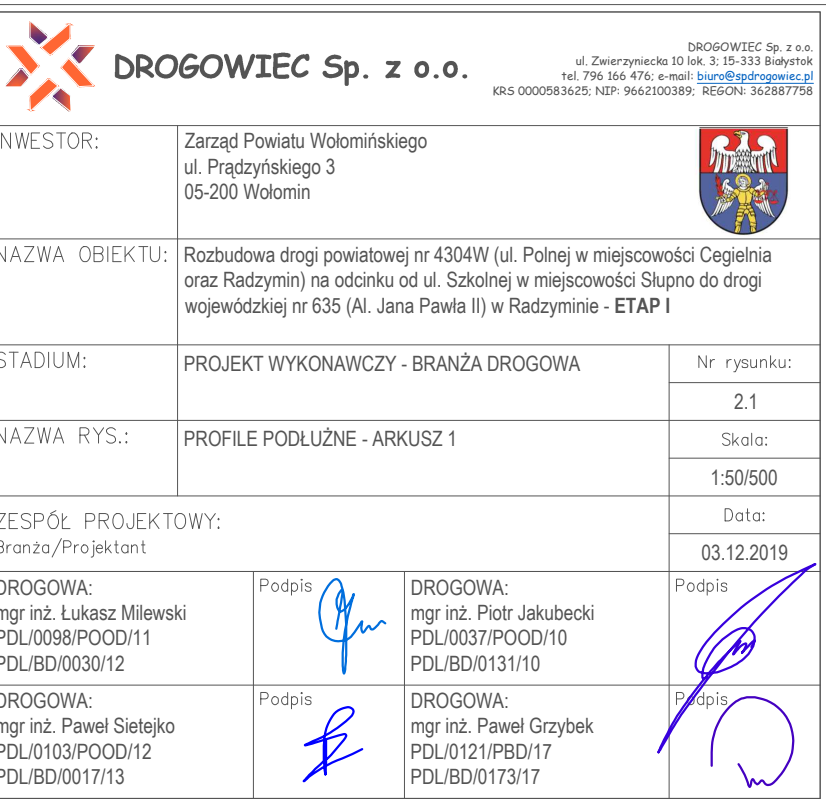 DROGOWIEC Sp. z o.o.
DROGOWIEC Sp. z o.o.
ul. Zwierzyniecka 10 lok. 3; 15-333 Białystok
tel. 796 166 476; e-mail: biuro@spdrogowiec.pl
KRS 0000583625; NIP: 9662100389; REGON: 362887758
INWESTOR:
Zarząd Powiatu Wołomińskiego
ul. Prądzyńskiego 3
05-200 Wołomin
NAZWA OBIEKTU:
Rozbudowa drogi powiatowej nr 4304W (ul. Polnej w miejscowości Cegielnia
oraz Radzymin) na odcinku od ul. Szkolnej w miejscowości Słupno do drogi
wojewódzkiej nr 635 (Al. Jana Pawła II) w Radzyminie - ETAP I
STADIUM:
PROJEKT WYKONAWCZY - BRANŻA DROGOWA
Nr rysunku:
2.1
NAZWA RYS.:
PROFILE PODŁUŻNE - ARKUSZ 1
Skala:
1:50/500
ZESPÓŁ PROJEKTOWY:
Branża/Projektant
Data:
03.12.2019
DROGOWA:
mgr inż. Łukasz Milewski
PDL/0098/POOD/11
PDL/BD/0030/12
Podpis
DROGOWA:
mgr inż. Piotr Jakubecki
PDL/0037/POOD/10
PDL/BD/0131/10
Podpis
DROGOWA:
mgr inż. Paweł Sietejko
PDL/0103/POOD/12
PDL/BD/0017/13
Podpis
DROGOWA:
mgr inż. Paweł Grzybek
PDL/0121/PBD/17
PDL/BD/0173/17
Podpis